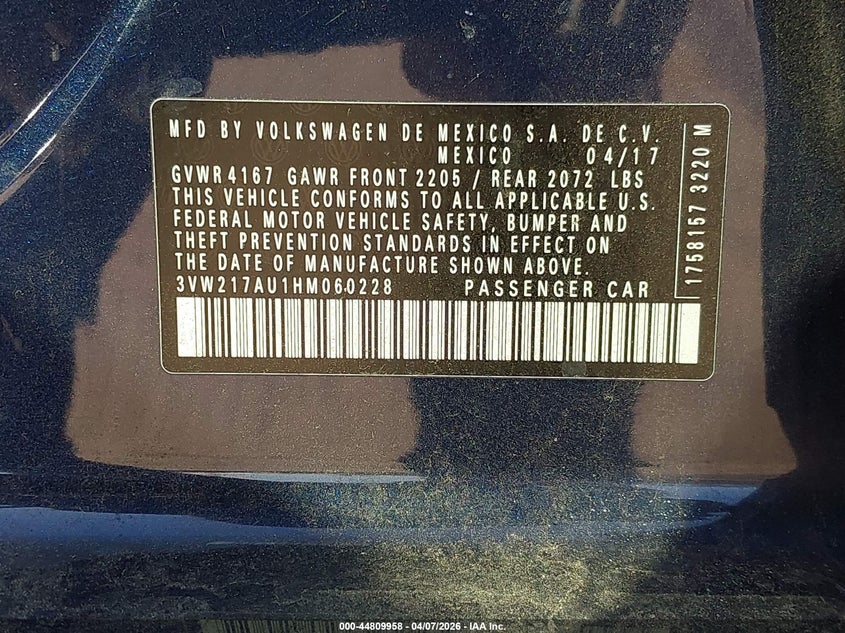 MFD BY VOLKSWAGEN DE MEXICO S.A. DE C.V.
MEXICO 04/17
GVWR 4167 GAWR FRONT 2205 / REAR 2072 LBS
THIS VEHICLE CONFORMS TO ALL APPLICABLE U.S.
FEDERAL MOTOR VEHICLE SAFETY, BUMPER AND
THEFT PREVENTION STANDARDS IN EFFECT ON
THE DATE OF MANUFACTURE SHOWN ABOVE.
3VW217AU1HM060228 PASSENGER CAR
1758157 3220 M
000-44809958 - 04/07/2026 - IAA Inc.